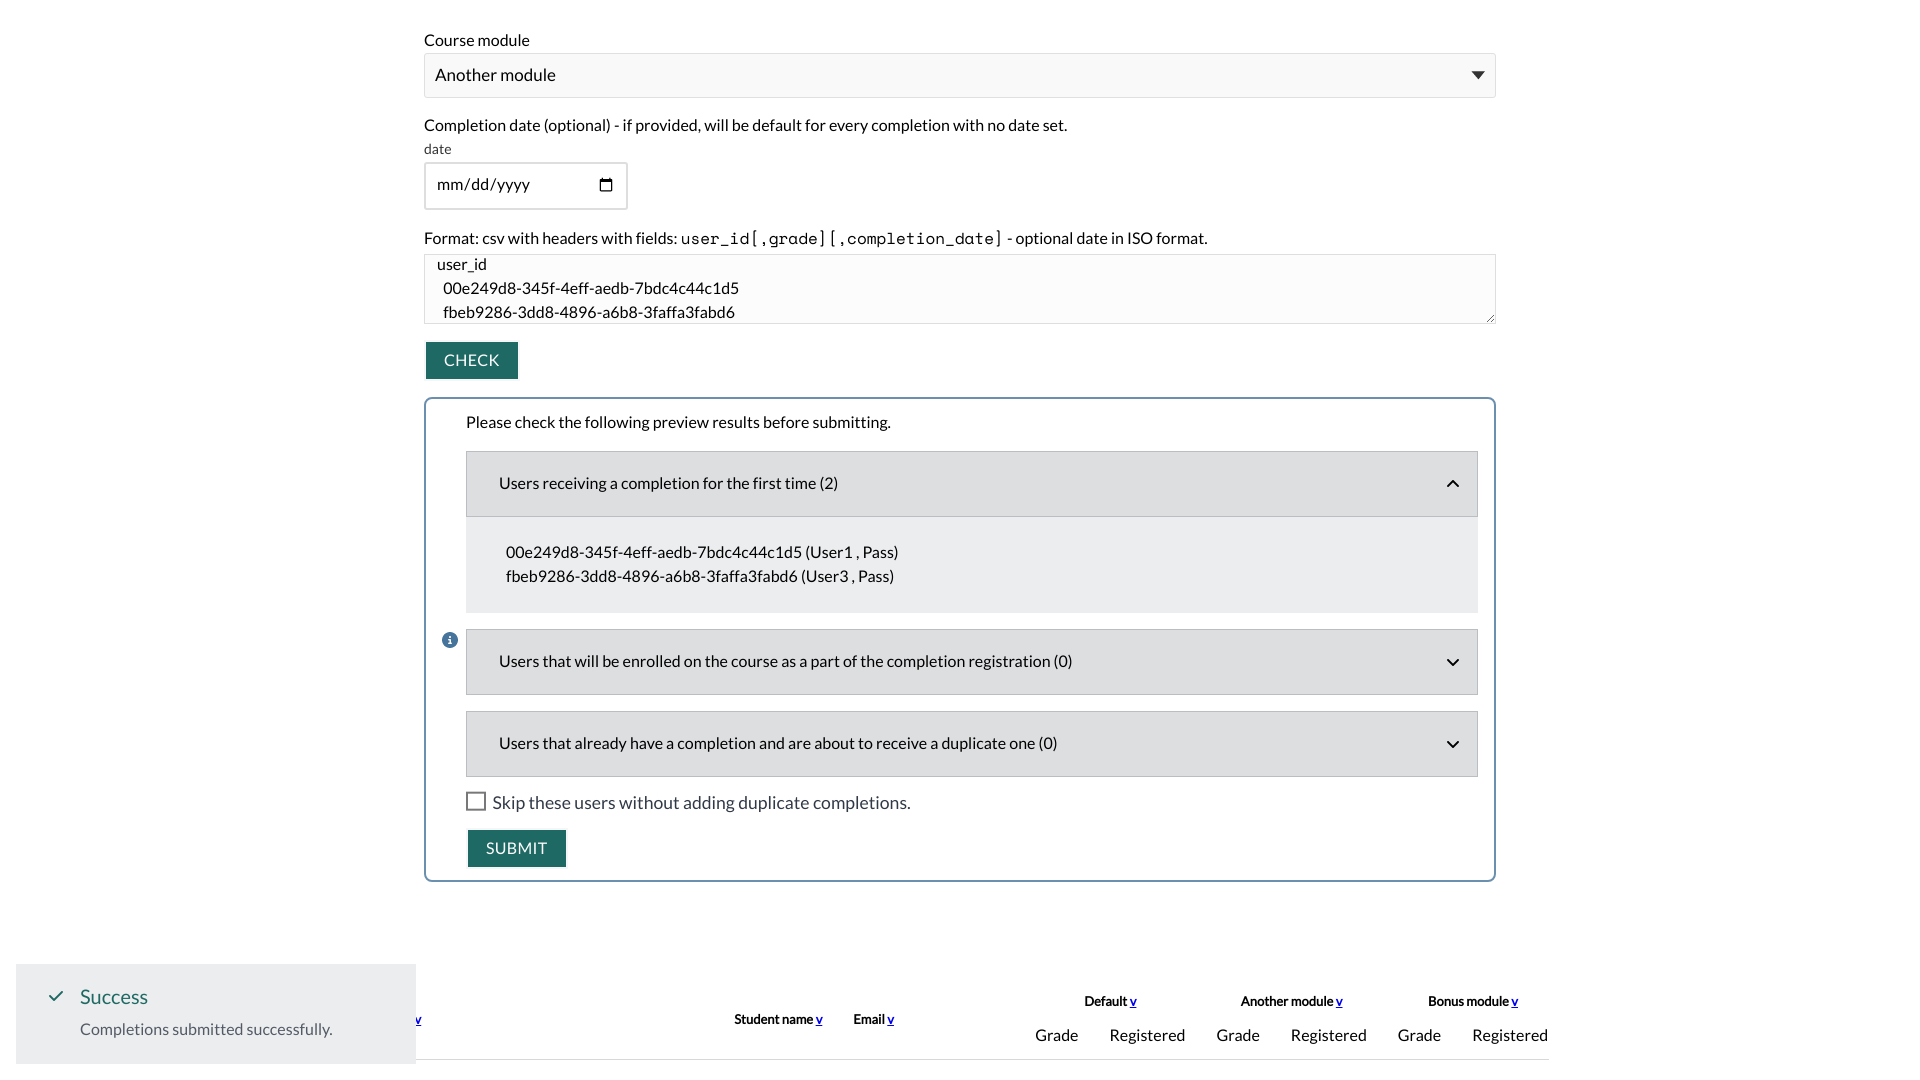 Course module
Another module
Completion date (optional) - if provided, will be default for every completion with no date set.
date
mm/dd/yyyy
Format: csv with headers with fields: user_id[,grade][,completion_date] - optional date in ISO format.
user_id
00e249d8-345f-4eff-aedb-7bdc4c44c1d5
fbeb9286-3dd8-4896-a6b8-3faffa3fabd6
CHECK
Please check the following preview results before submitting.
Users receiving a completion for the first time (2)
00e249d8-345f-4eff-aedb-7bdc4c44c1d5 (User1 , Pass)
fbeb9286-3dd8-4896-a6b8-3faffa3fabd6 (User3 , Pass)
Users that will be enrolled on the course as a part of the completion registration (0)
Users that already have a completion and are about to receive a duplicate one (0)
Skip these users without adding duplicate completions.
SUBMIT
Success
Completions submitted successfully.
v
Student name v
Email v
Default v
Another module v
Bonus module v
Grade Registered Grade Registered Grade Registered